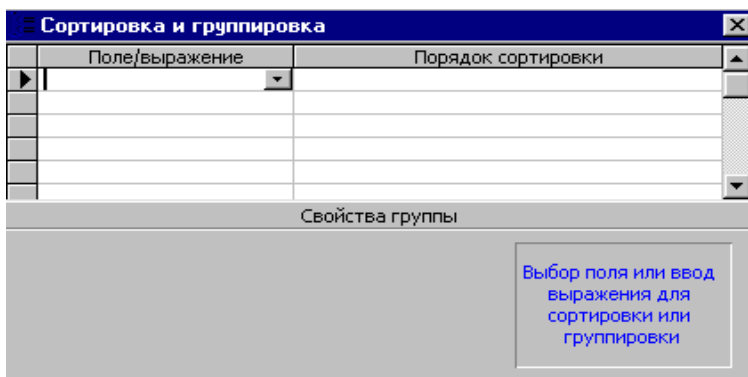 Сортировка и группировка
Поле/выражение Порядок сортировки
Свойства группы
Выбор поля или ввод
выражения для
сортировки или
группировки